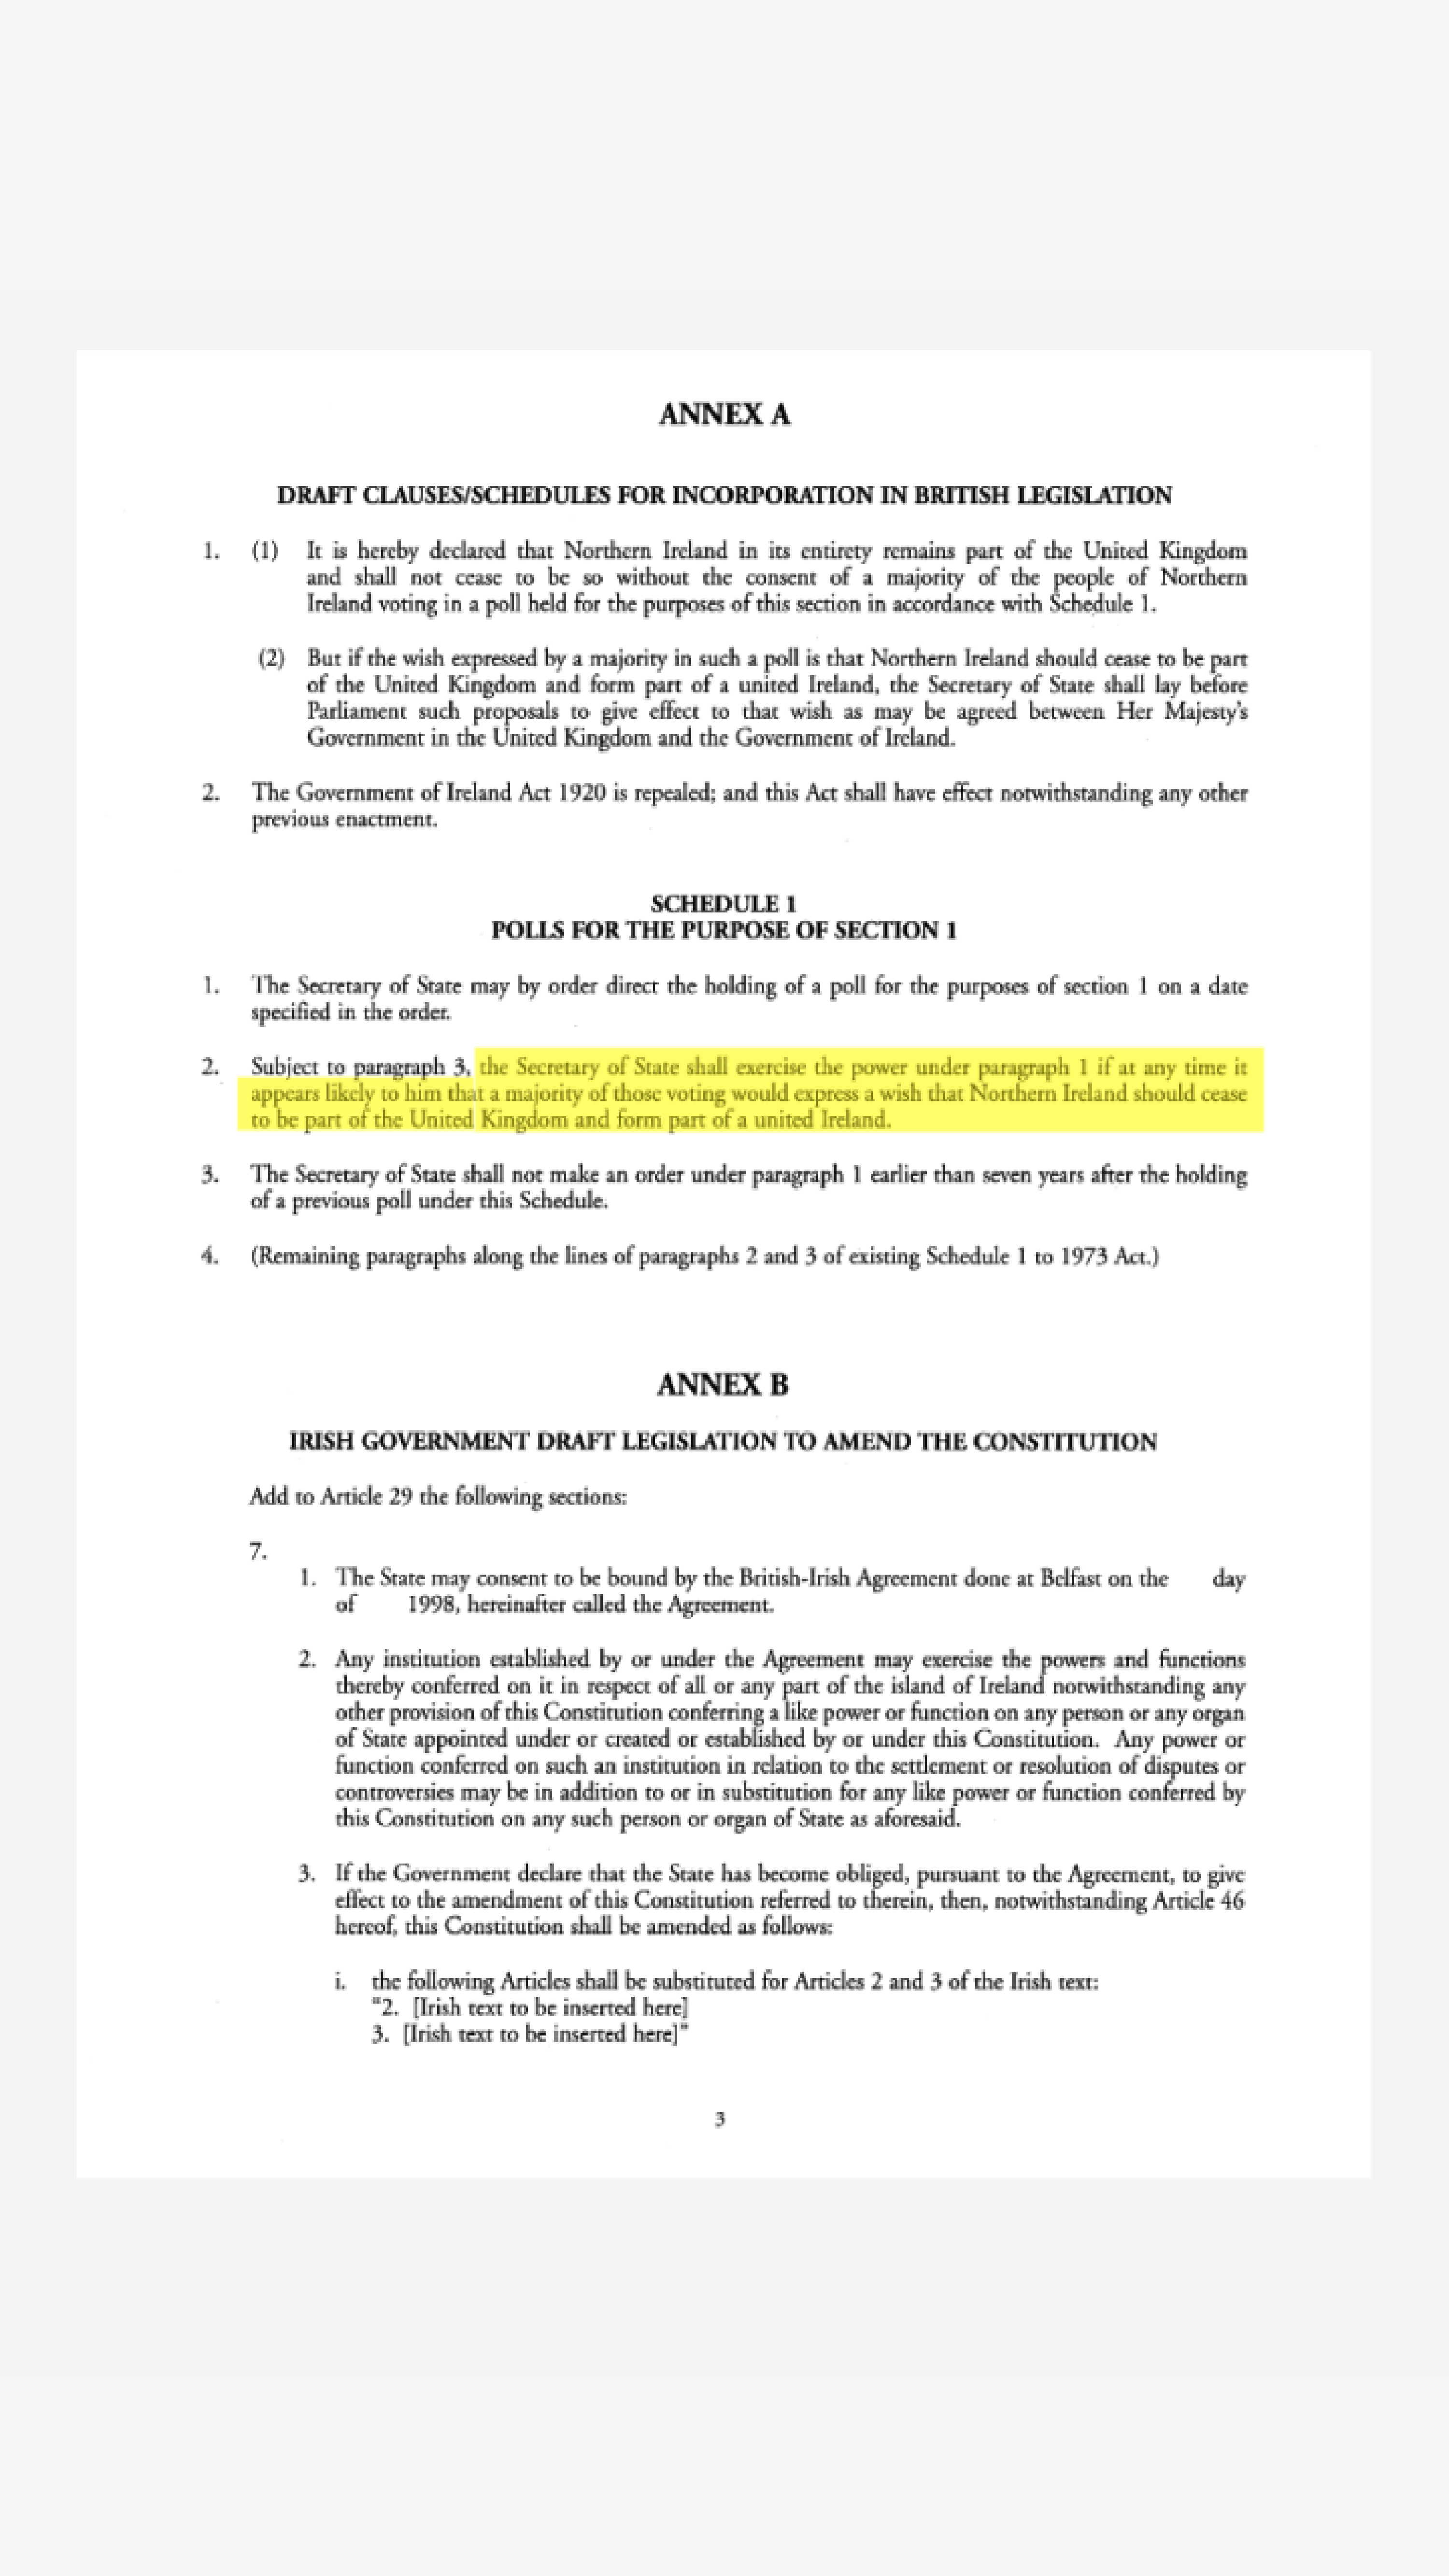 ANNEX A
DRAFT CLAUSES/SCHEDULES FOR INCORPORATION IN BRITISH LEGISLATION
1. (1) It is hereby declared that Northern Ireland in its entirety remains part of the United Kingdom
and shall not cease to be so without the consent of a majority of the people of Northern
Ireland voting in a poll held for the purposes of this section in accordance with Schedule 1.
(2) But if the wish expressed by a majority in such a poll is that Northern Ireland should cease to be part
of the United Kingdom and form part of a united Ireland, the Secretary of State shall lay before
Parliament such proposals to give effect to that wish as may be agreed between Her Majesty's
Government in the United Kingdom and the Government of Ireland.
2. The Government of Ireland Act 1920 is repealed; and this Act shall have effect notwithstanding any other
previous enactment.
SCHEDULE 1
POLLS FOR THE PURPOSE OF SECTION 1
1. The Secretary of State may by order direct the holding of a poll for the purposes of section 1 on a date
specified in the order.
2. Subject to paragraph 3, the Secretary of State shall exercise the power under paragraph 1 if at any time it
appears likely to him that a majority of those voting would express a wish that Northern Ireland should cease
to be part of the United Kingdom and form part of a united Ireland.
3. The Secretary of State shall not make an order under paragraph 1 earlier than seven years after the holding
of a previous poll under this Schedule.
4. (Remaining paragraphs along the lines of paragraphs 2 and 3 of existing Schedule 1 to 1973 Act.)
ANNEX B
IRISH GOVERNMENT DRAFT LEGISLATION TO AMEND THE CONSTITUTION
Add to Article 29 the following sections:
7.
1. The State may consent to be bound by the British-Irish Agreement done at Belfast on the day
of 1998, hereinafter called the Agreement.
2. Any institution established by or under the Agreement may exercise the powers and functions
thereby conferred on it in respect of all or any part of the island of Ireland notwithstanding any
other provision of this Constitution conferring a like power or function on any person or any organ
of State appointed under or created or established by or under this Constitution. Any power or
function conferred on such an institution in relation to the settlement or resolution of disputes or
controversies may be in addition to or in substitution for any like power or function conferred by
this Constitution on any such person or organ of State as aforesaid.
3. If the Government declare that the State has become obliged, pursuant to the Agreement, to give
effect to the amendment of this Constitution referred to therein, then, notwithstanding Article 46
hereof, this Constitution shall be amended as follows:
i. the following Articles shall be substituted for Articles 2 and 3 of the Irish text:
"2. [Irish text to be inserted here]
3. [Irish text to be inserted here]"
3